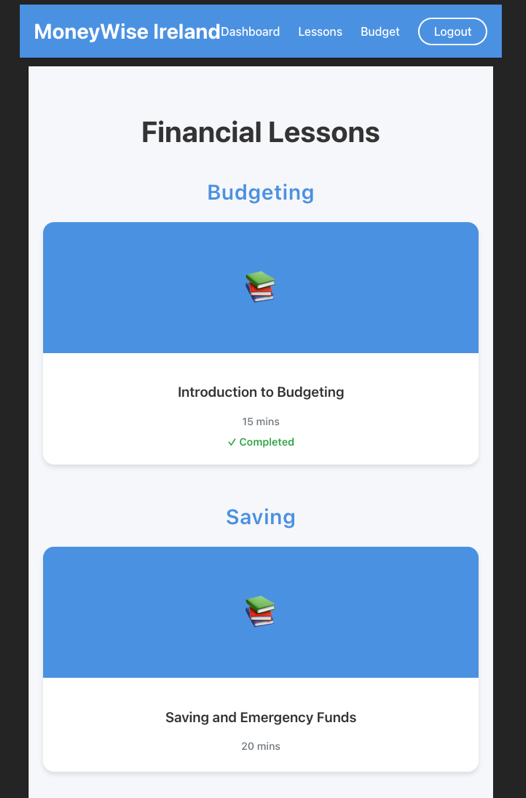 MoneyWise Ireland Dashboard Lessons Budget Logout
Financial Lessons
Budgeting
Introduction to Budgeting
15 mins
✓ Completed
Saving
Saving and Emergency Funds
20 mins